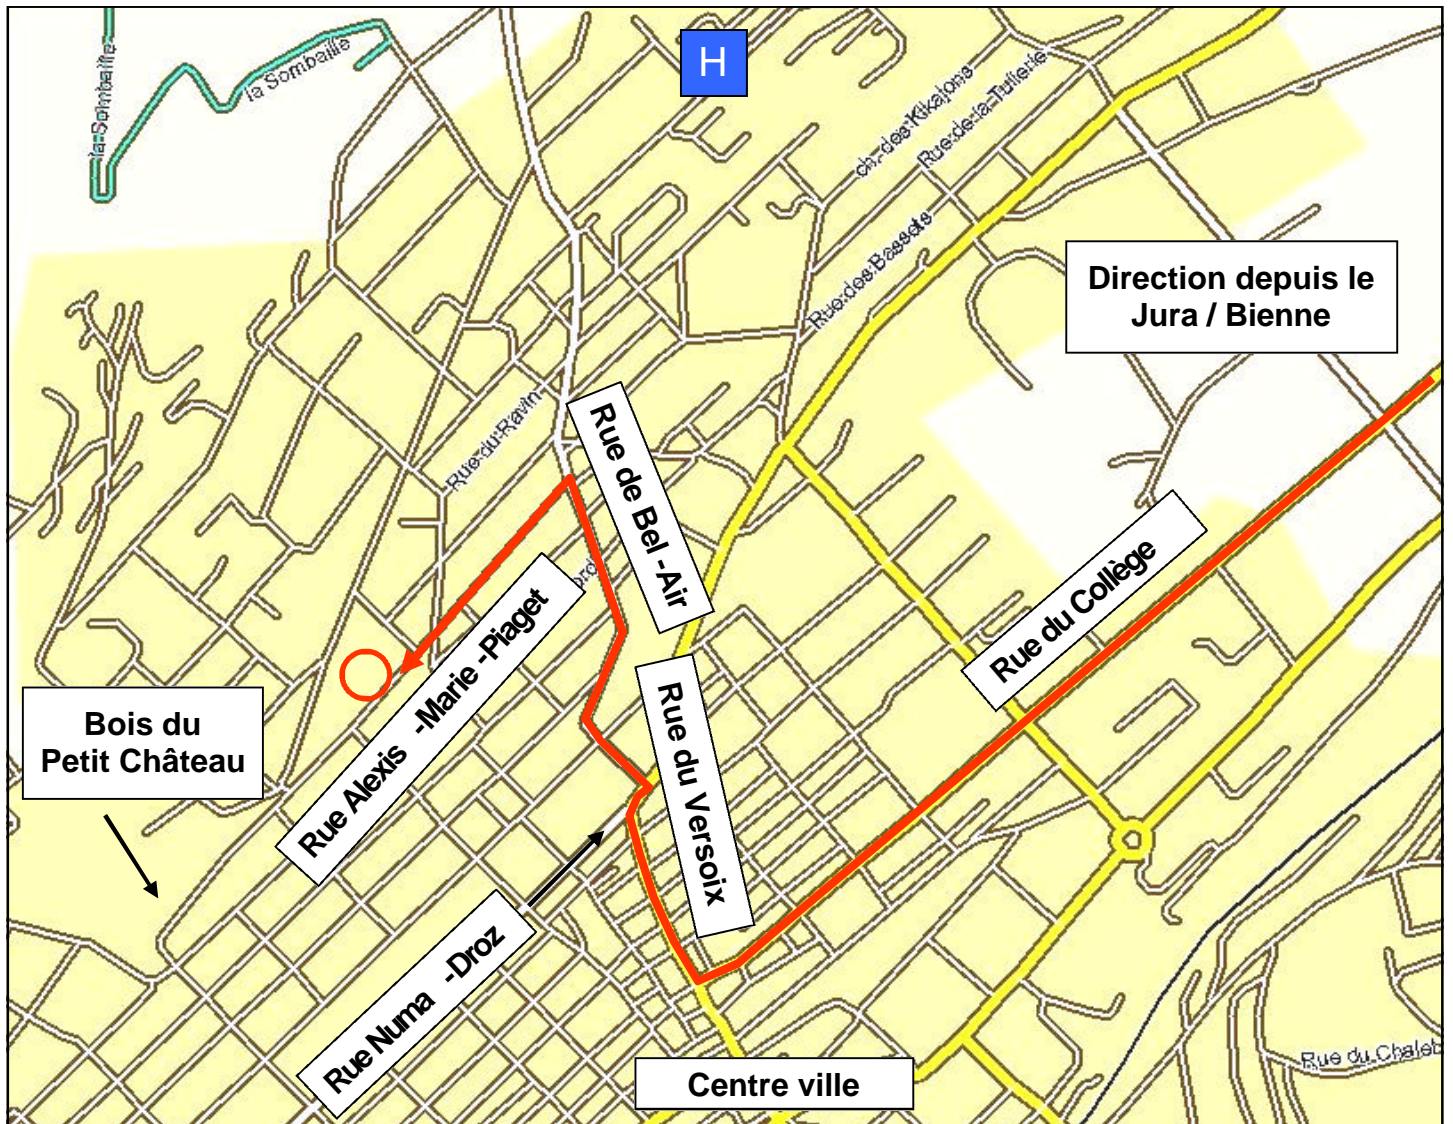 H
la Sombaille
la Sombaille
ch. des Kikajons
Rue de la Tuilerie
Rue des Bassets
Direction depuis le
Jura / Bienne
Rue du Ravin
Rue de Bel -Air
Rue du Collège
Rue Alexis -Marie -Piaget
Bois du
Petit Château
Rue du Versoix
Rue Numa -Droz
Centre ville
Rue du Chalet